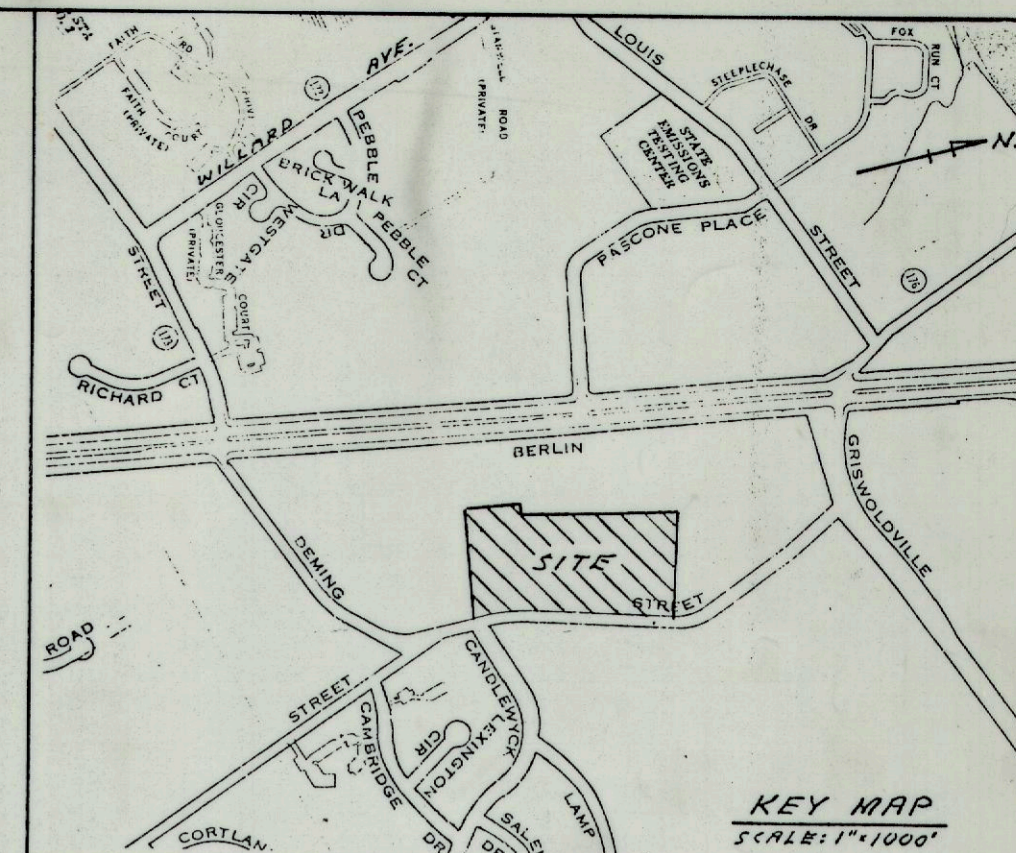 FAITH RD
FAITH COURT
(PRIVATE)
WILLARD AVE.
173
ROAD
(PRIVATE)
LOUIS STREET
STEEPLECHASE DR
FOX RUN CT
STATE
EMISSIONS
TESTING
CENTER
N.
PEBBLE
BRICK WALK
LA
PEBBLE
CT
WESTGATE
CIR
DR
GLOUCESTER COURT
(PRIVATE)
PASCONE PLACE
176
STREET
RICHARD CT
BERLIN
GRISWOLDVILLE
DEMING
SITE
STREET
ROAD
STREET
CANDLEWYCK
CAMBRIDGE
DR
LEXINGTON
CIR
LAMP
CORTLAN
KEY MAP
SCALE: 1"=1000'